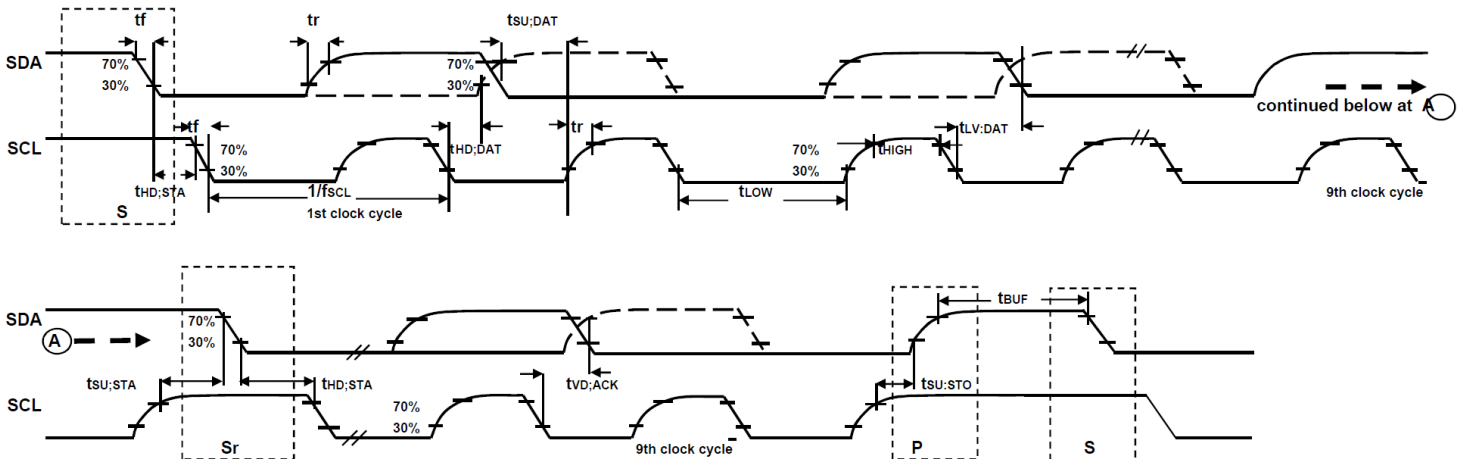 tf tr tSU;DAT
SDA 70% 70%
30% 30%
continued below at A
tf tr tLV:DAT
SCL 70% tHD;DAT 70% tHIGH
30% 30%
tHD;STA 1/fSCL tLOW
S 1st clock cycle 9th clock cycle
tBUF
SDA 70%
A 30%
tSU;STA tHD;STA tVD;ACK tSU:STO
SCL 70%
30%
Sr 9th clock cycle P S